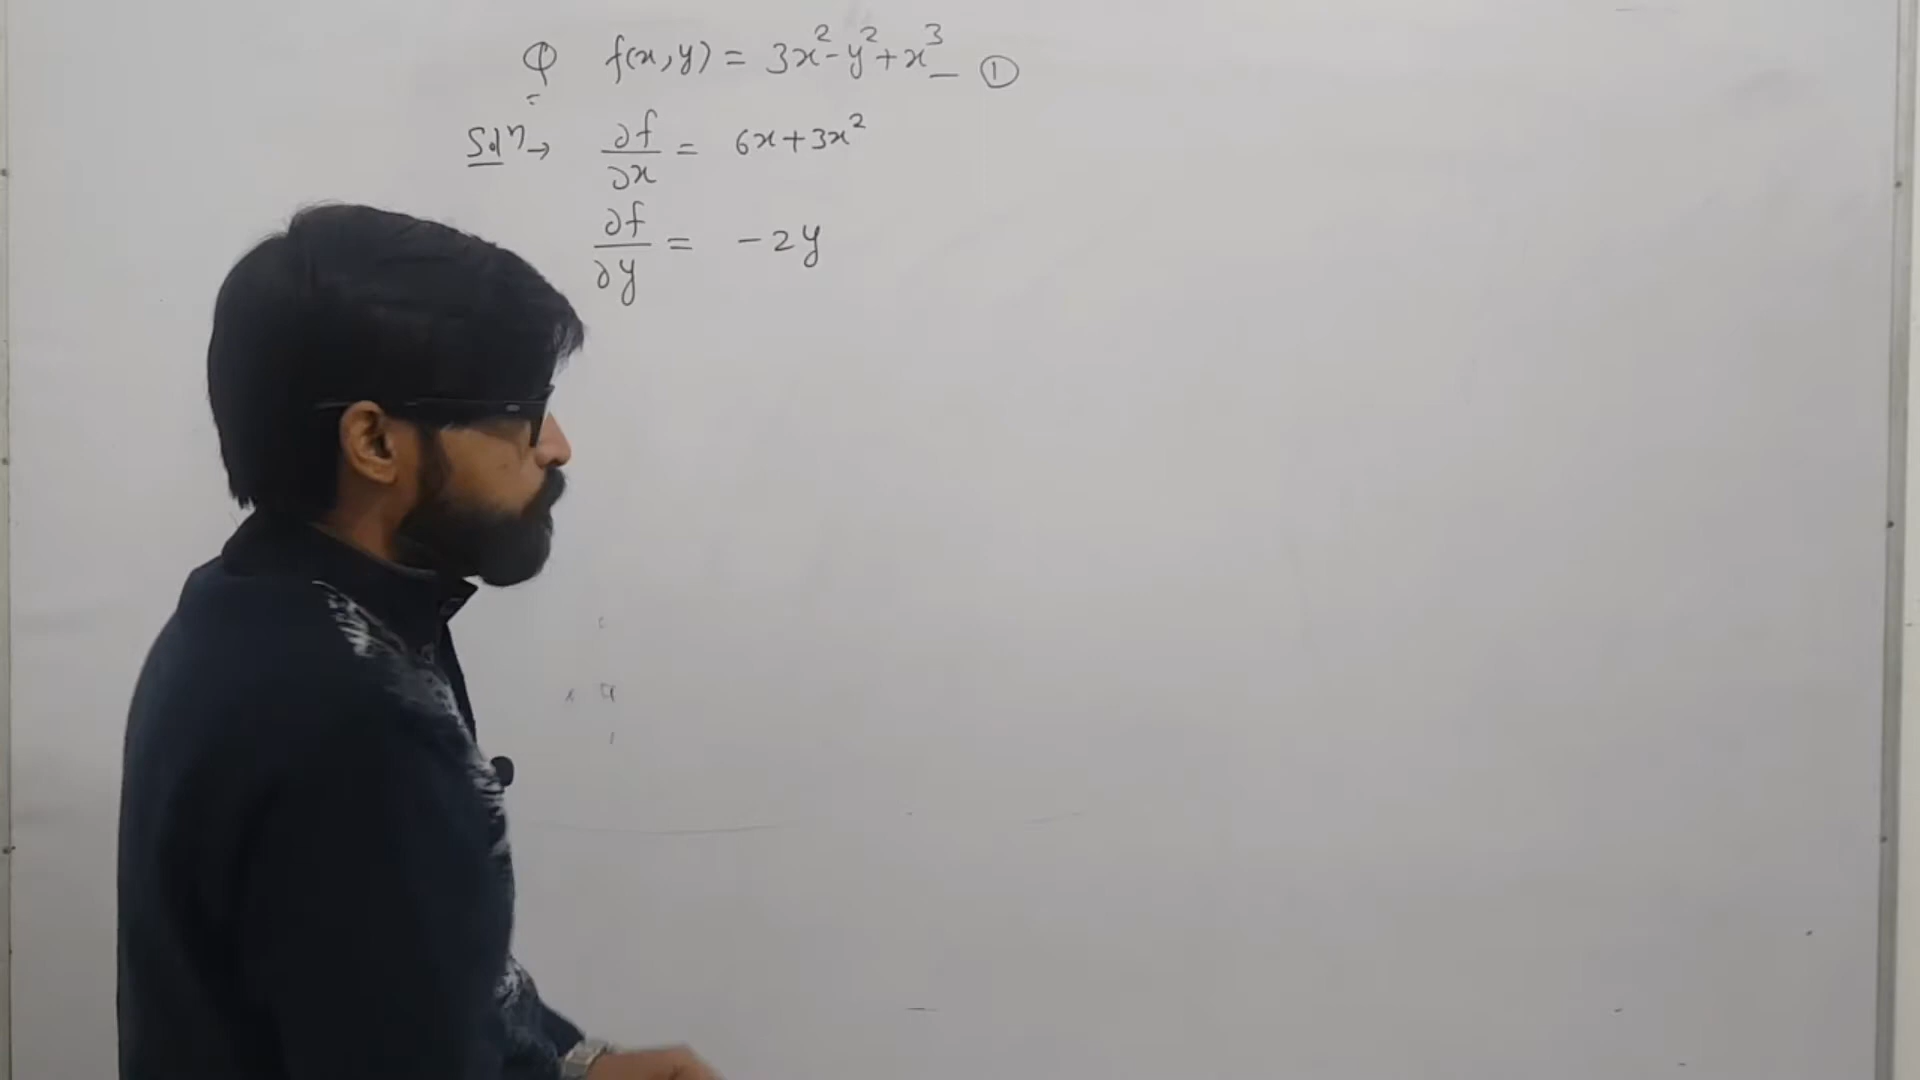 Q f(x,y) = 3x²-y²+x³ — ①
Solⁿ→ ∂f/∂x = 6x+3x²
∂f/∂y = -2y